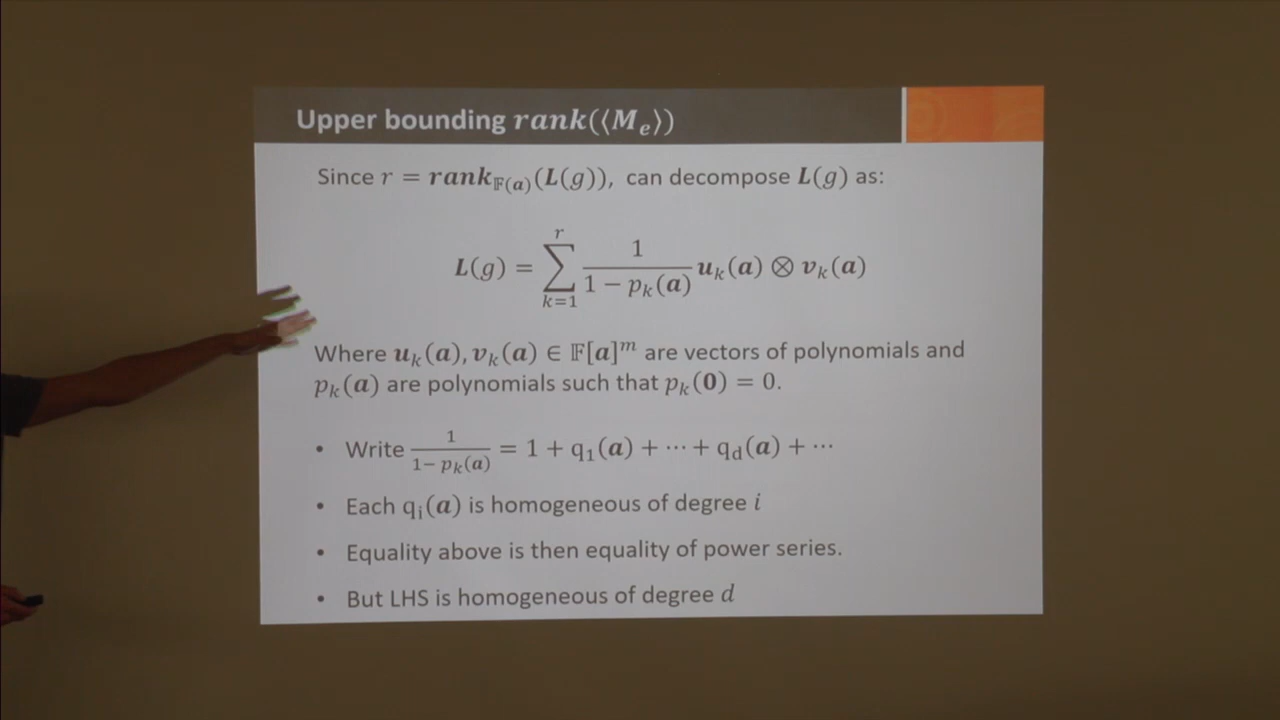 Upper bounding rank(⟨M_e⟩)
Since r = rank_{𝔽(a)}(L(g)), can decompose L(g) as:
L(g) = ∑_{k=1}^{r} \frac{1}{1 − p_k(a)} u_k(a) ⊗ v_k(a)
Where u_k(a), v_k(a) ∈ 𝔽[a]^m are vectors of polynomials and
p_k(a) are polynomials such that p_k(0) = 0.
• Write \frac{1}{1− p_k(a)} = 1 + q_1(a) + ⋯ + q_d(a) + ⋯
• Each q_i(a) is homogeneous of degree i
• Equality above is then equality of power series.
• But LHS is homogeneous of degree d